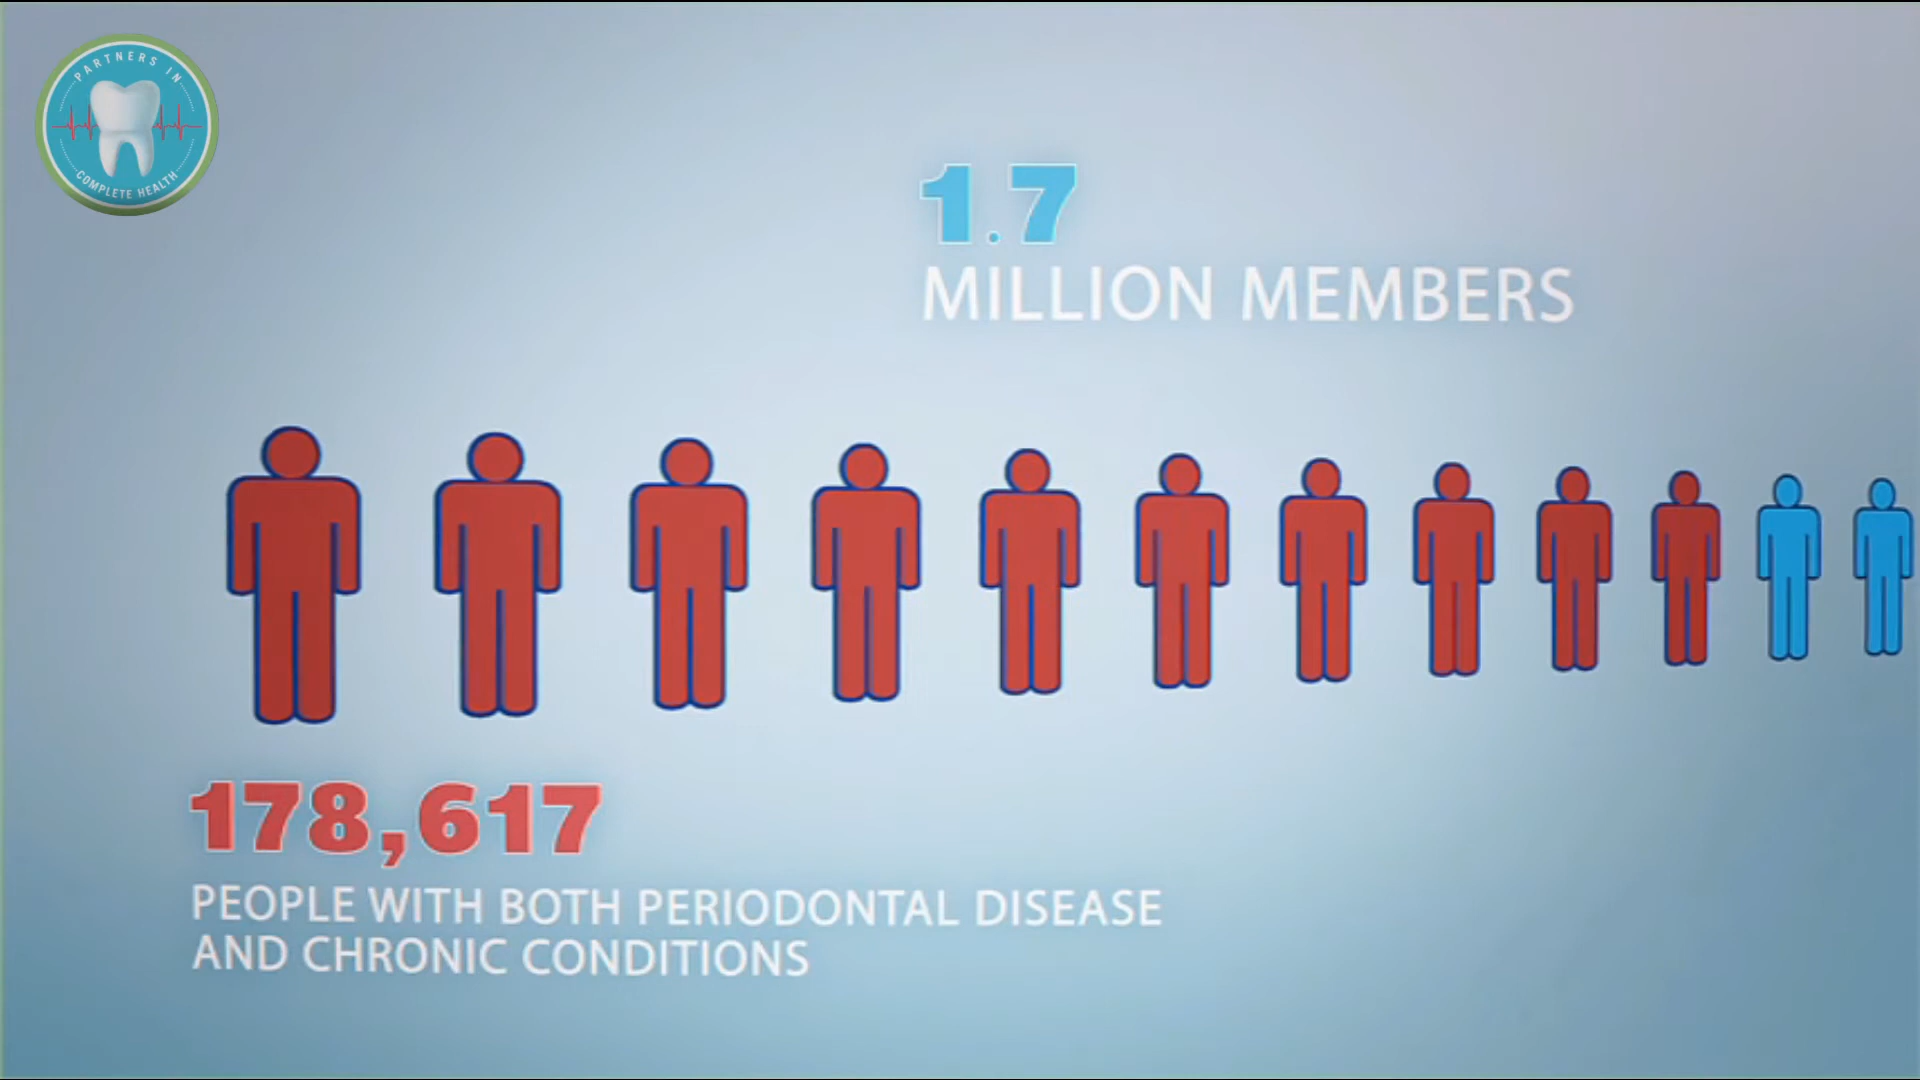 PARTNERS IN
COMPLETE HEALTH
1.7
MILLION MEMBERS
178,617
PEOPLE WITH BOTH PERIODONTAL DISEASE
AND CHRONIC CONDITIONS